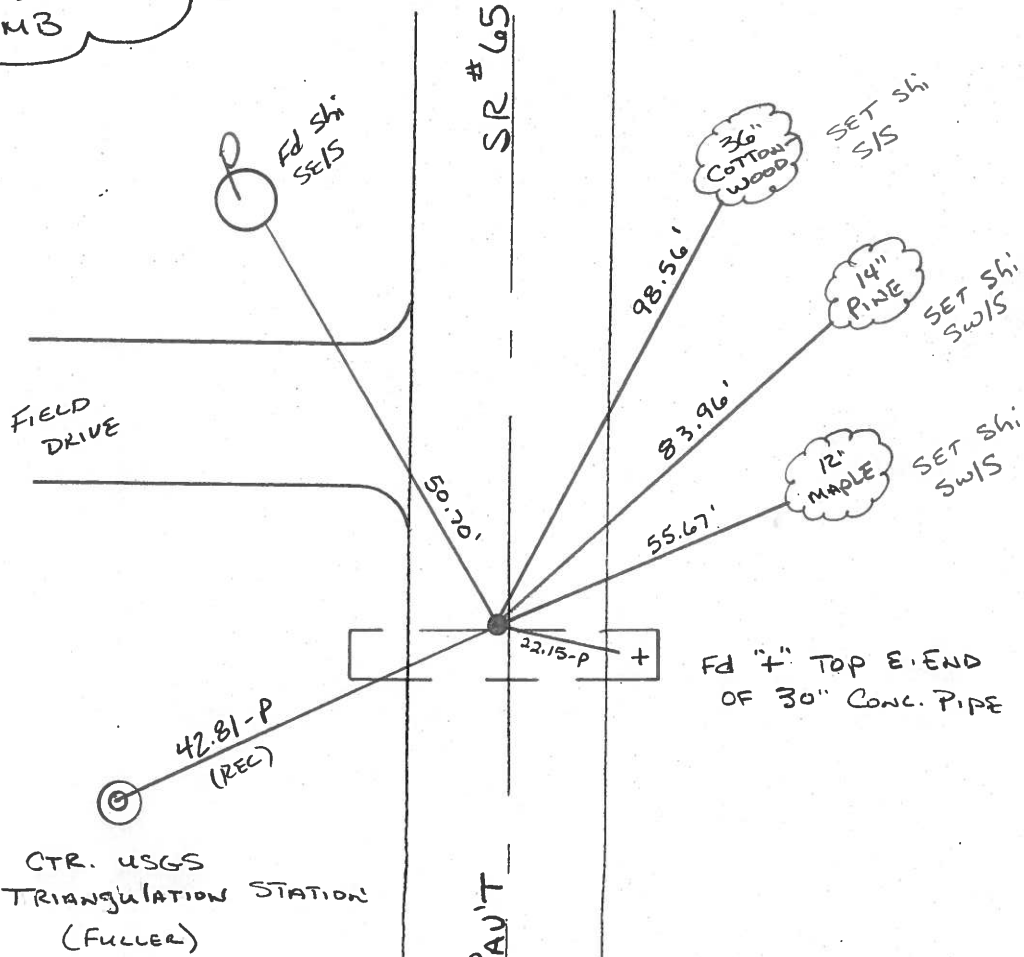 MB
SR # 65
Fd Shi
SE/S
36"
COTTON-
WOOD
SET Shi
S/S
98.56'
14"
PINE
SET Shi
SW/S
FIELD
DRIVE
83.96'
12"
MAPLE
SET Shi
SW/S
50.70'
55.67'
22.15-P
+
Fd "+" TOP E. END
OF 30" CONC. PIPE
42.81-P
(REC)
CTR. USGS
TRIANGULATION STATION
(FULLER)
PAV'T